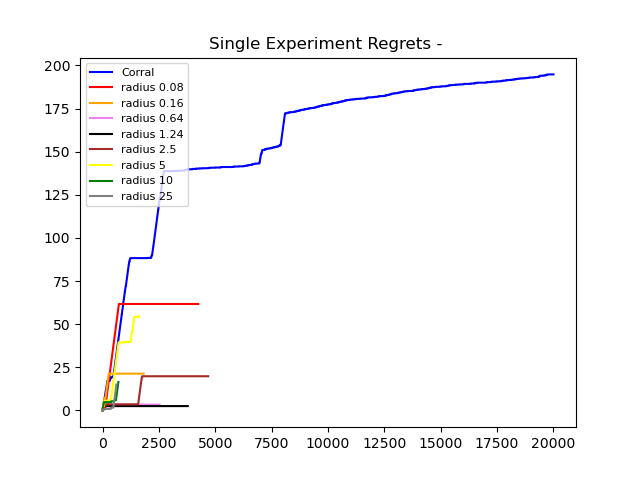 Single Experiment Regrets -
200
175
150
125
100
75
50
25
0
Corral
radius 0.08
radius 0.16
radius 0.64
radius 1.24
radius 2.5
radius 5
radius 10
radius 25
0 2500 5000 7500 10000 12500 15000 17500 20000